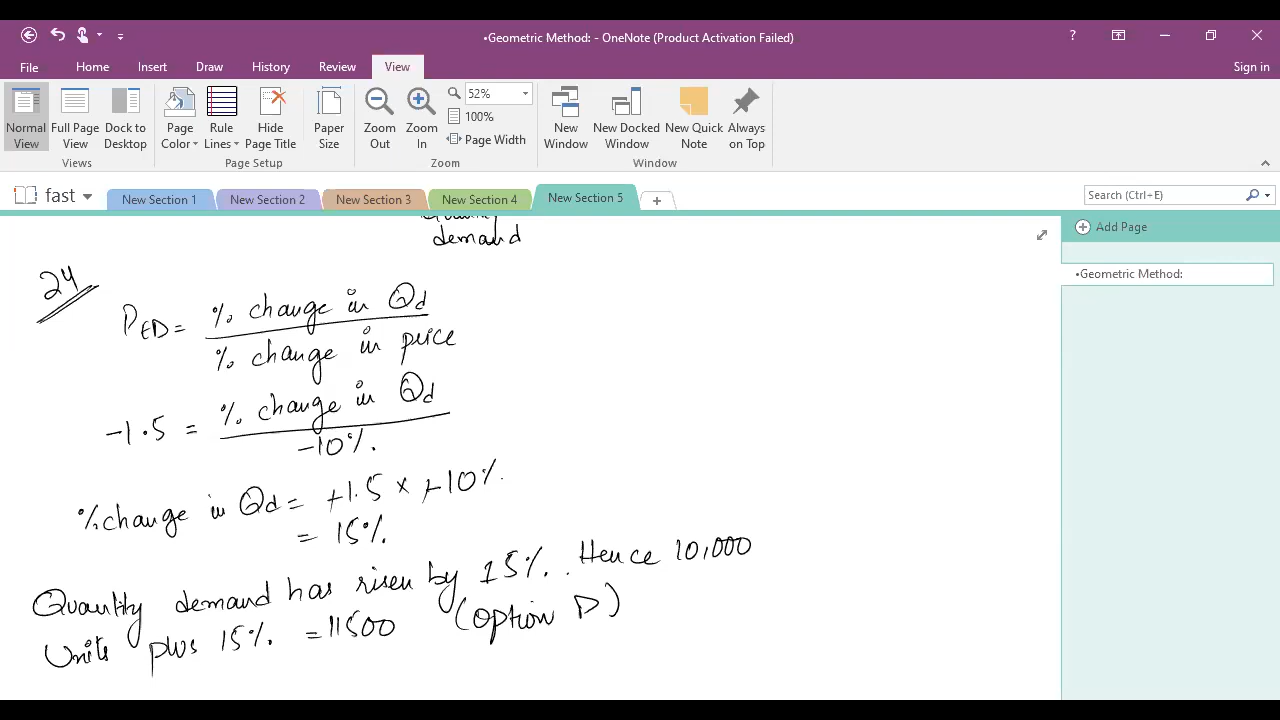 •Geometric Method: - OneNote (Product Activation Failed)
?
Sign in
File Home Insert Draw History Review View
Normal View
Full Page View
Dock to Desktop
Views
Page Color
Rule Lines
Hide Page Title
Paper Size
Page Setup
Zoom Out
Zoom In
52%
100%
Page Width
Zoom
New Window
New Docked Window
New Quick Note
Always on Top
Window
fast
New Section 1
New Section 2
New Section 3
New Section 4
New Section 5
Search (Ctrl+E)
Add Page
•Geometric Method:
demand
24
PED = % change in Qd
% change in price
-1.5 = % change in Qd
-10%.
% change in Qd = +1.5 × +10%
= 15%.
Quantity demand has risen by 15%. Hence 10,000
Units plus 15%. = 11500 (Option D)